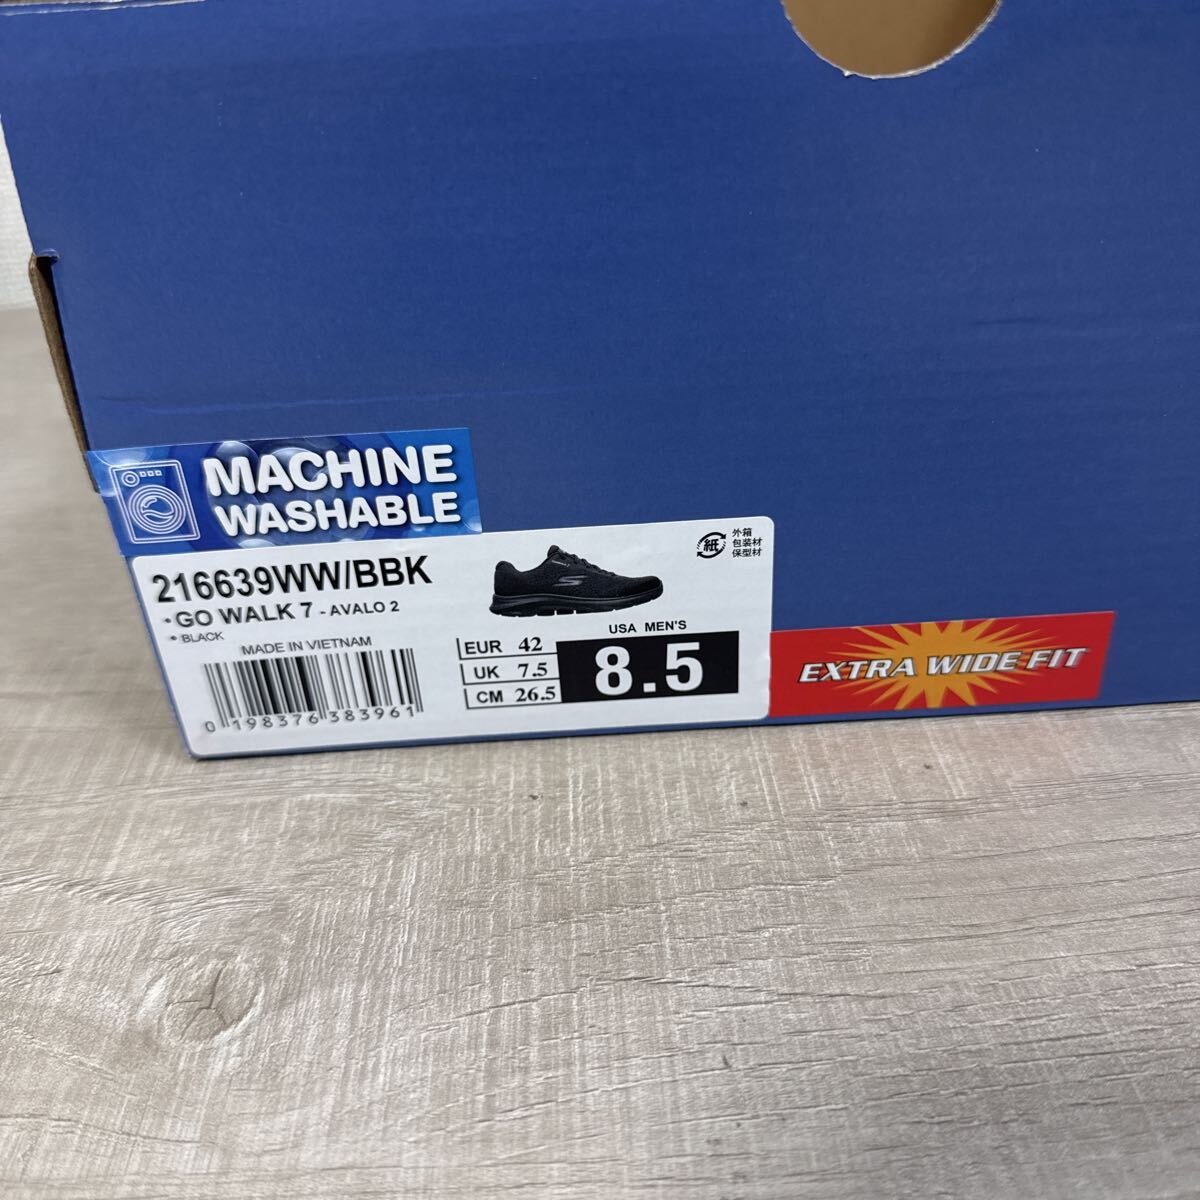 MACHINE
WASHABLE
216639WW/BBK
• GO WALK 7 - AVALO 2
• BLACK
MADE IN VIETNAM
0 198376 383961
紙
外箱
包装材
保型材
USA MEN'S
EUR 42
UK 7.5
CM 26.5
8.5
EXTRA WIDE FIT